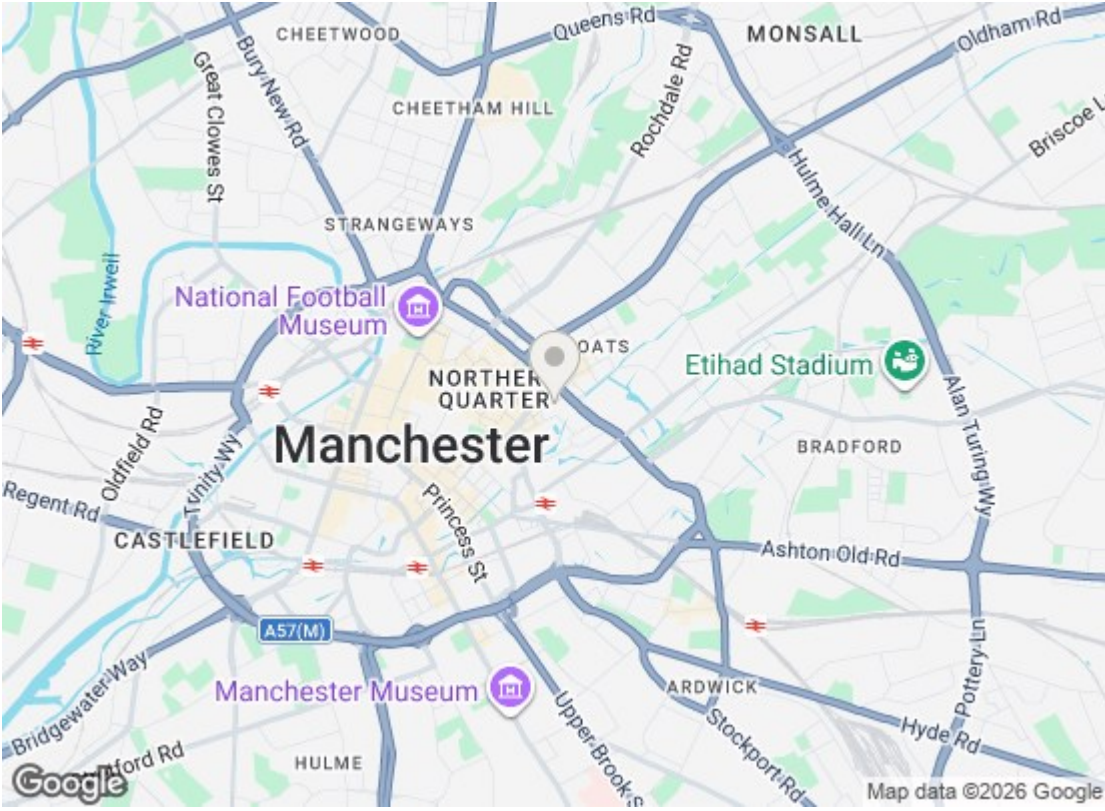 CHEETWOOD
Queens Rd
MONSALL
Oldham Rd
Bury New Rd
Great Clowes St
CHEETHAM HILL
Rochdale Rd
Briscoe L
Hulme Hall Ln
STRANGEWAYS
River Irwell
National Football
Museum
OATS
Etihad Stadium
NORTHER
QUARTER
Manchester
Alan Turing Wy
Oldfield Rd
Trinity Wy
BRADFORD
Regent Rd
Princess St
CASTLEFIELD
Ashton Old Rd
A57(M)
Pottery Ln
Bridgewater Way
Manchester Museum
ARDWICK
Upper Brook S
Stockport Rd
Hyde Rd
HULME
ford Rd
Google
Map data ©2026 Google